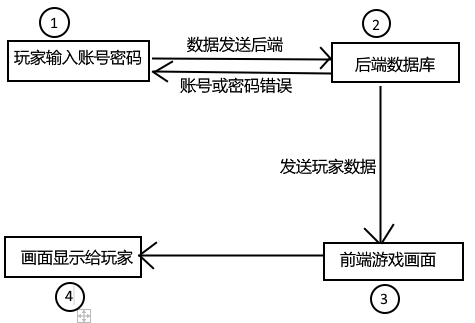 1
2
数据发送后端
玩家输入账号密码
后端数据库
账号或密码错误
发送玩家数据
画面显示给玩家
前端游戏画面
4
3